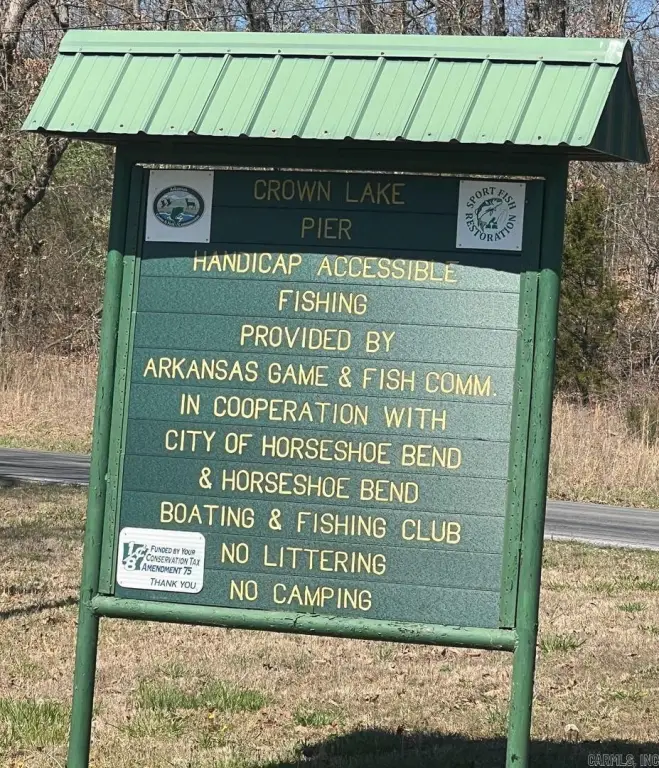 CROWN LAKE
PIER
SPORT FISH
RESTORATION
HANDICAP ACCESSIBLE
FISHING
PROVIDED BY
ARKANSAS GAME & FISH COMM.
IN COOPERATION WITH
CITY OF HORSESHOE BEND
& HORSESHOE BEND
BOATING & FISHING CLUB
NO LITTERING
NO CAMPING
1/8
FUNDED BY YOUR
CONSERVATION TAX
AMENDMENT 75
THANK YOU
CARMLS, INC